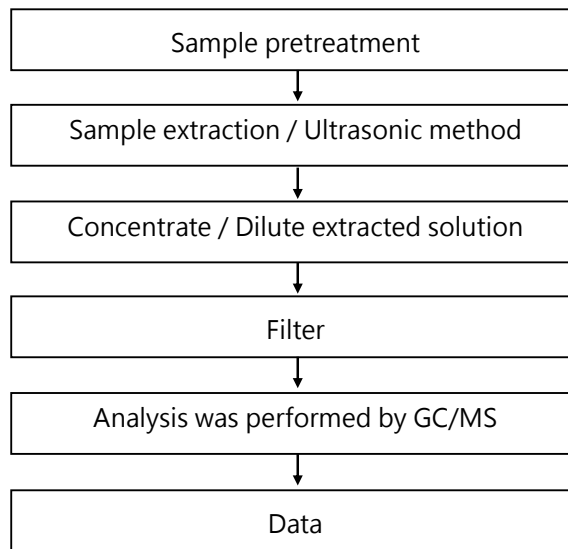 Sample pretreatment
Sample extraction / Ultrasonic method
Concentrate / Dilute extracted solution
Filter
Analysis was performed by GC/MS
Data